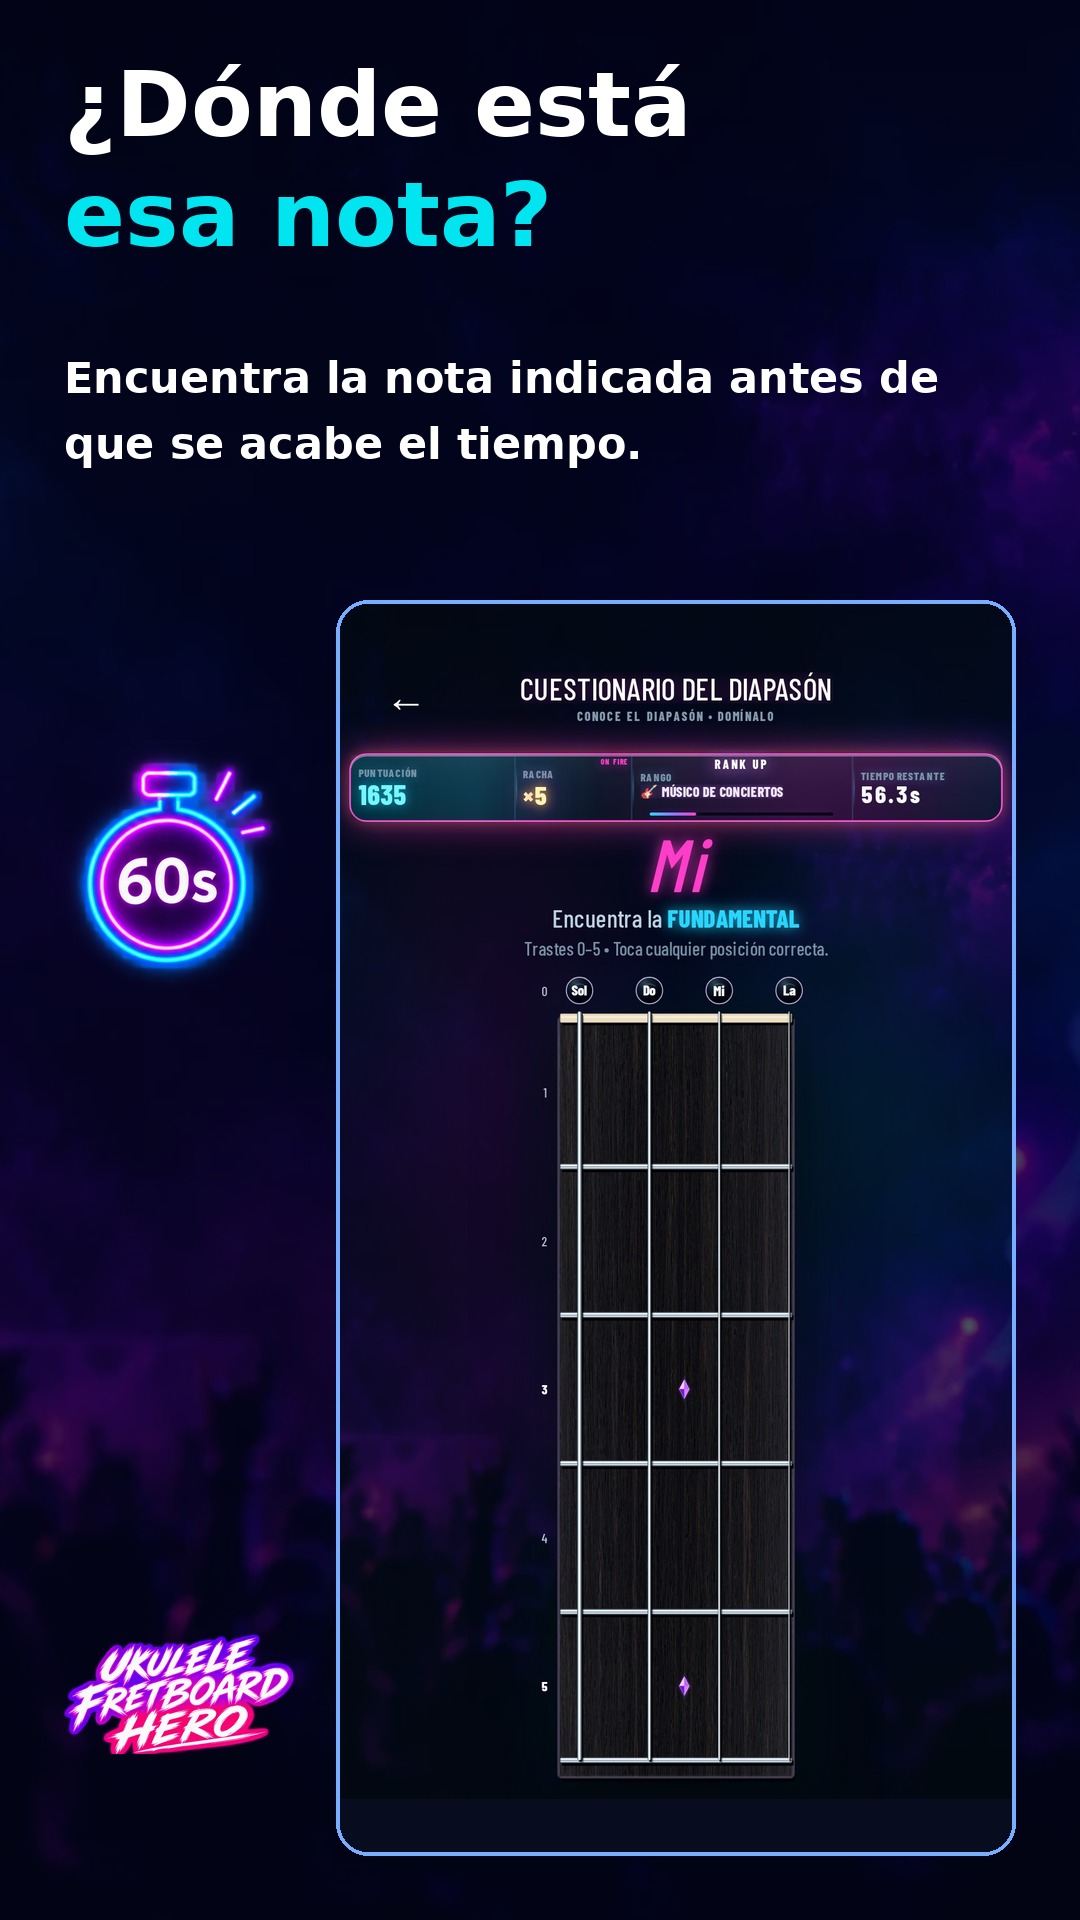 ¿Dónde está
esa nota?
Encuentra la nota indicada antes de
que se acabe el tiempo.
60s
←
CUESTIONARIO DEL DIAPASÓN
CONOCE EL DIAPASÓN • DOMÍNALO
PUNTUACIÓN
1635
RACHA
ON FIRE
×5
RANK UP
RANGO
MÚSICO DE CONCIERTOS
TIEMPO RESTANTE
56.3s
Mi
Encuentra la FUNDAMENTAL
Trastes 0–5 • Toca cualquier posición correcta.
0 Sol Do Mi La
1
2
3
4
5
UKULELE
FRETBOARD
HERO